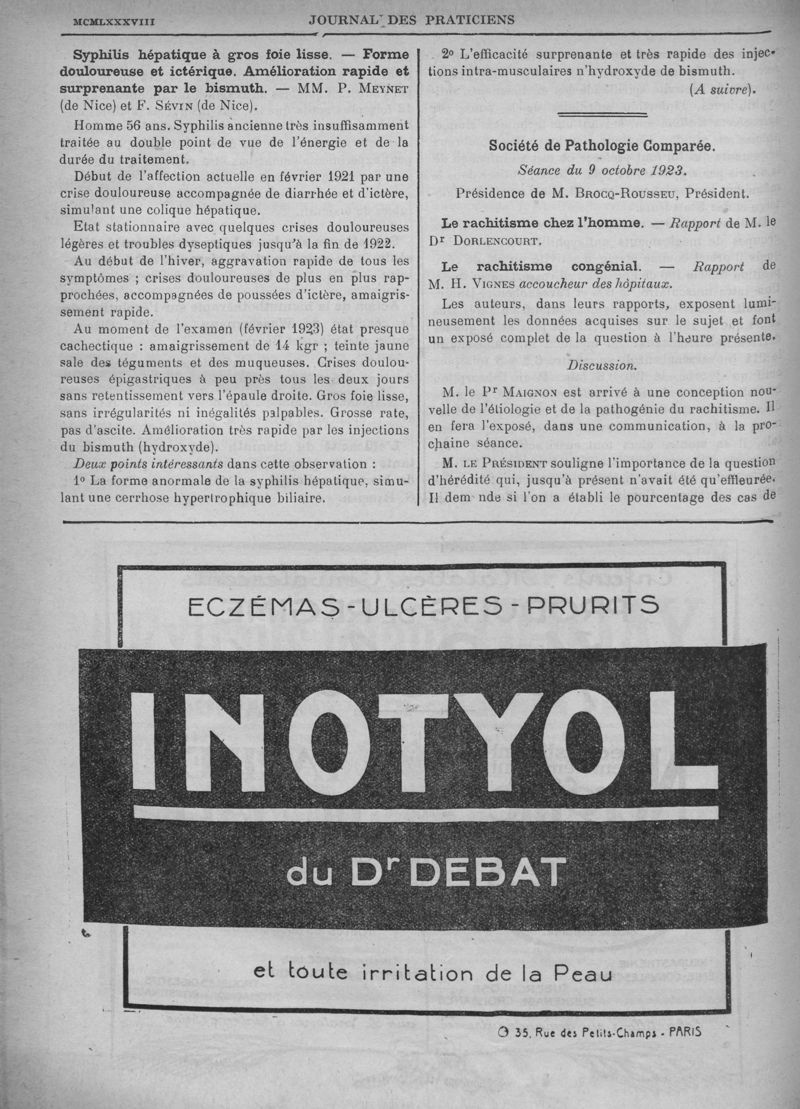 MCMLXXXVIII
JOURNAL DES PRATICIENS
Syphilis hépatique à gros foie lisse. — Forme
douloureuse et ictérique. Amélioration rapide et
surprenante par le bismuth. — MM. P. MEYNET
(de Nice) et F. SÉVIN (de Nice).
Homme 56 ans. Syphilis ancienne très insuffisamment
traitée au double point de vue de l'énergie et de la
durée du traitement.
Début de l'affection actuelle en février 1921 par une
crise douloureuse accompagnée de diarrhée et d'ictère,
simulant une colique hépatique.
Etat stationnaire avec quelques crises douloureuses
légères et troubles dyseptiques jusqu'à la fin de 1922.
Au début de l'hiver, aggravation rapide de tous les
symptômes ; crises douloureuses de plus en plus rap-
prochées, accompagnées de poussées d'ictère, amaigris-
sement rapide.
Au moment de l'examen (février 1923) état presque
cachectique : amaigrissement de 14 kgr ; teinte jaune
sale des téguments et des muqueuses. Crises doulou-
reuses épigastriques à peu près tous les deux jours
sans retentissement vers l'épaule droite. Gros foie lisse,
sans irrégularités ni inégalités palpables. Grosse rate,
pas d'ascite. Amélioration très rapide par les injections
du bismuth (hydroxyde).
Deux points intéressants dans cette observation :
1º La forme anormale de la syphilis hépatique, simu-
lant une cerrhose hypertrophique biliaire.
2º L'efficacité surprenante et très rapide des injec-
tions intra-musculaires n'hydroxyde de bismuth.
(A suivre).
Société de Pathologie Comparée.
Séance du 9 octobre 1923.
Présidence de M. BROCQ-ROUSSEU, Président.
Le rachitisme chez l'homme. — Rapport de M. le
Dr DORLENCOURT.
Le rachitisme congénial. — Rapport de
M. H. VIGNES accoucheur des hôpitaux.
Les auteurs, dans leurs rapports, exposent lumi-
neusement les données acquises sur le sujet et font
un exposé complet de la question à l'heure présente.
Discussion.
M. le Pr MAIGNON est arrivé à une conception nou-
velle de l'étiologie et de la pathogénie du rachitisme. Il
en fera l'exposé, dans une communication, à la pro-
chaine séance.
M. LE PRÉSIDENT souligne l'importance de la question
d'hérédité qui, jusqu'à présent n'avait été qu'effleurée.
Il dem nde si l'on a établi le pourcentage des cas de
ECZÉMAS - ULCÈRES - PRURITS
INOTYOL
du Dr DEBAT
et toute irritation de la Peau
35, Rue des Petits-Champs - PARIS